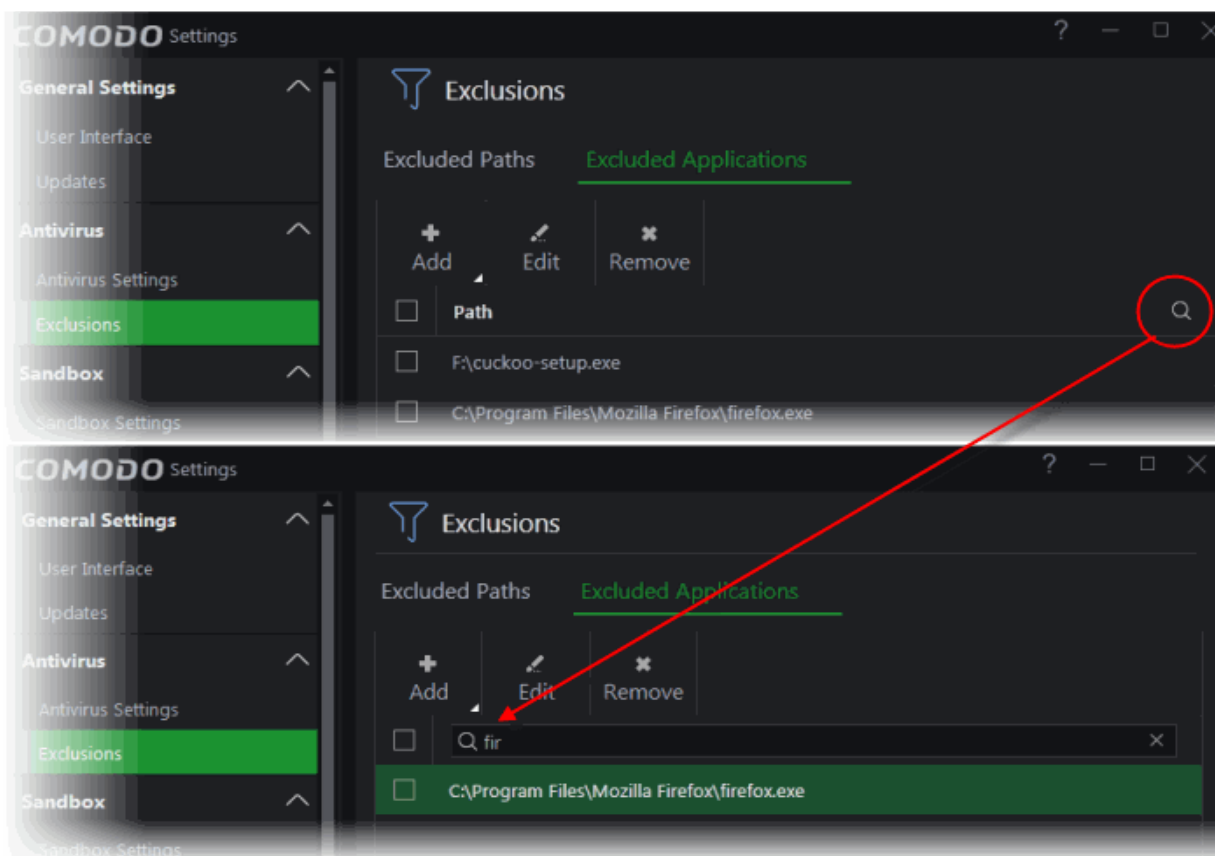 COMODO Settings
?
General Settings
User Interface
Updates
Antivirus
Antivirus Settings
Exclusions
Sandbox
Sandbox Settings
Exclusions
Excluded Paths Excluded Applications
Add Edit Remove
Path
F:\cuckoo-setup.exe
C:\Program Files\Mozilla Firefox\firefox.exe
COMODO Settings
?
General Settings
User Interface
Updates
Antivirus
Antivirus Settings
Exclusions
Sandbox
Sandbox Settings
Exclusions
Excluded Paths Excluded Applications
Add Edit Remove
fir
C:\Program Files\Mozilla Firefox\firefox.exe